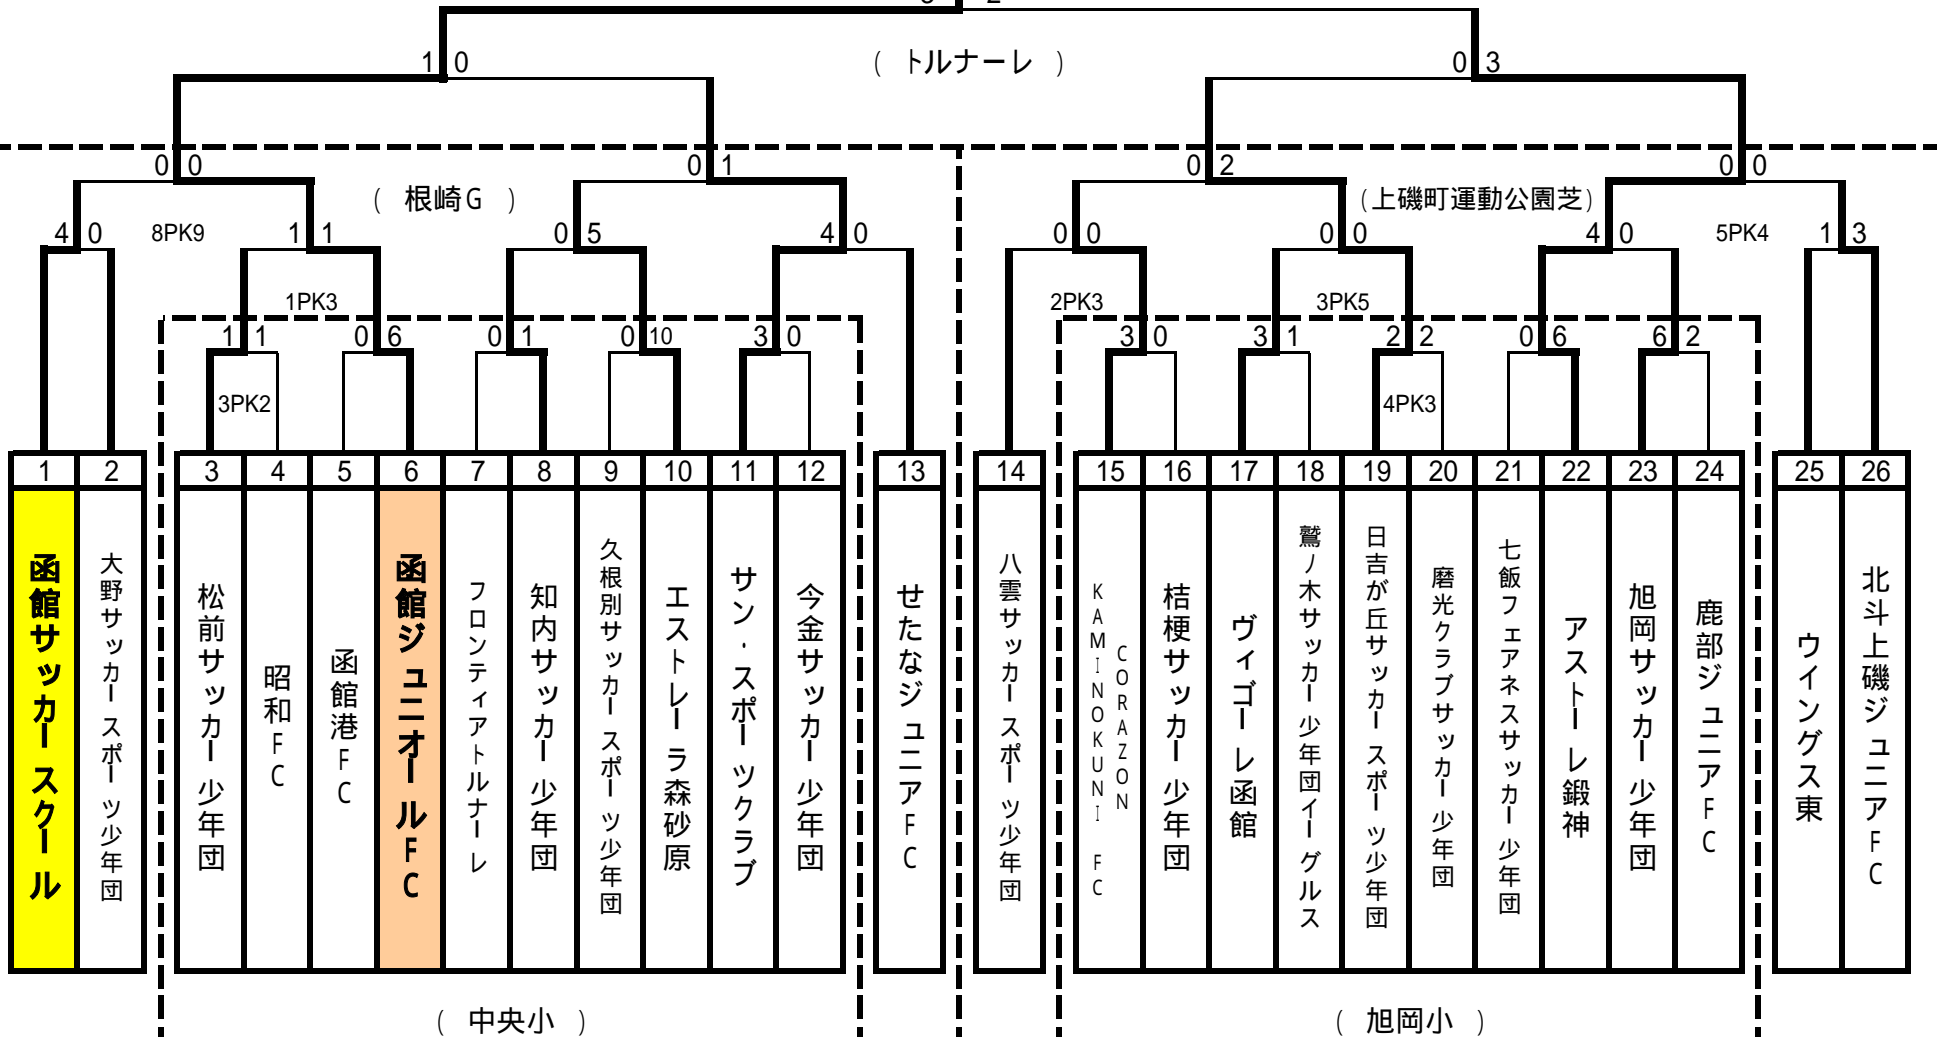 2
1 0
( トルナーレ )
0 3
0 0
0 1
0 2
0 0
( 根崎G )
(上磯町運動公園芝)
4 0
8PK9
1 1
0 5
4 0
0 0
0 0
4 0
5PK4
1 3
1PK3
2PK3
3PK5
1 1
0 6
0 1
0 10
3 0
3 0
3 1
2 2
0 6
6 2
3PK2
4PK3
1 函館サッカースクール
2 大野サッカースポーツ少年団
3 松前サッカー少年団
4 昭和FC
5 函館港FC
6 函館ジュニオールFC
7 フロンティアトルナーレ
8 知内サッカー少年団
9 久根別サッカースポーツ少年団
10 エストレーラ森砂原
11 サン・スポーツクラブ
12 今金サッカー少年団
13 せたなジュニアFC
14 八雲サッカースポーツ少年団
15 CORAZON
KAMINOKUNI FC
16 桔梗サッカー少年団
17 ヴィゴーレ函館
18 鷲ノ木サッカー少年団イーグルス
19 日吉が丘サッカースポーツ少年団
20 磨光クラブサッカー少年団
21 七飯フェアネスサッカー少年団
22 アストーレ鍛神
23 旭岡サッカー少年団
24 鹿部ジュニアFC
25 ウイングス東
26 北斗上磯ジュニアFC
( 中央小 )
( 旭岡小 )